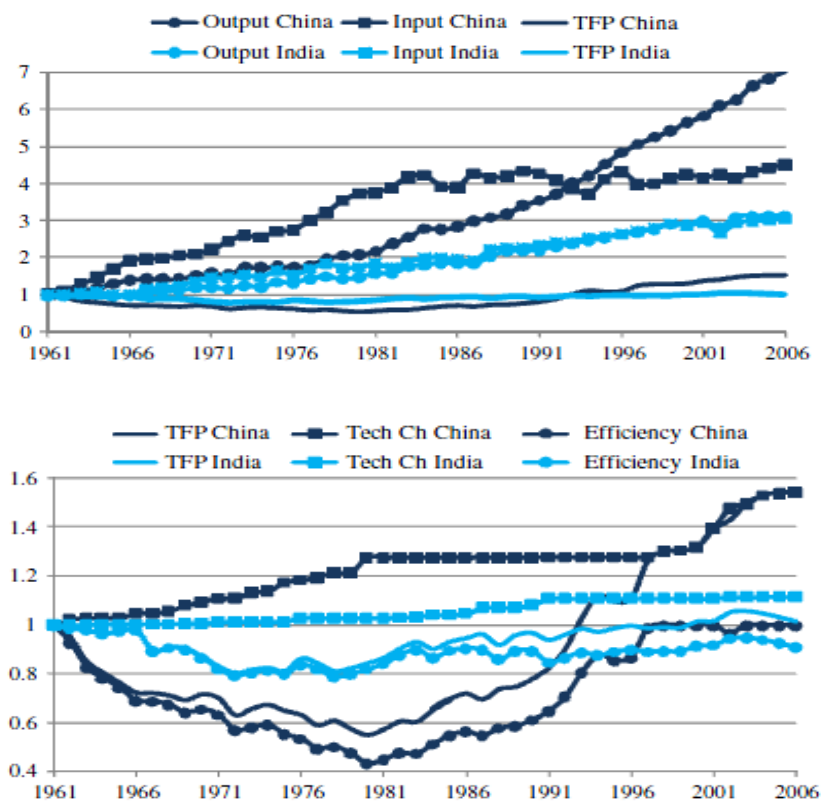 Output China Input China TFP China
Output India Input India TFP India
7
6
5
4
3
2
1
0
1961 1966 1971 1976 1981 1986 1991 1996 2001 2006
TFP China Tech Ch China Efficiency China
TFP India Tech Ch India Efficiency India
1.6
1.4
1.2
1
0.8
0.6
0.4
1961 1966 1971 1976 1981 1986 1991 1996 2001 2006